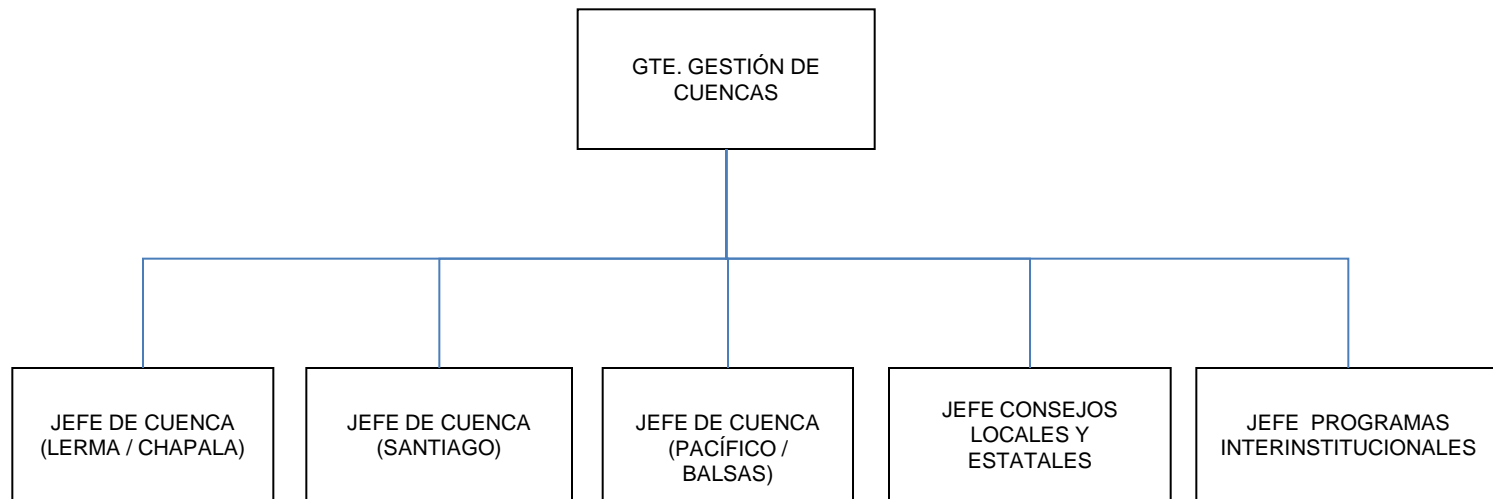 GTE. GESTIÓN DE
CUENCAS
JEFE DE CUENCA
(LERMA / CHAPALA)
JEFE DE CUENCA
(SANTIAGO)
JEFE DE CUENCA
(PACÍFICO /
BALSAS)
JEFE CONSEJOS
LOCALES Y
ESTATALES
JEFE PROGRAMAS
INTERINSTITUCIONALES